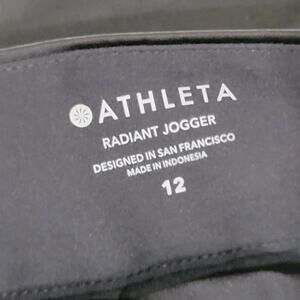 ATHLETA
RADIANT JOGGER
DESIGNED IN SAN FRANCISCO
MADE IN INDONESIA
12